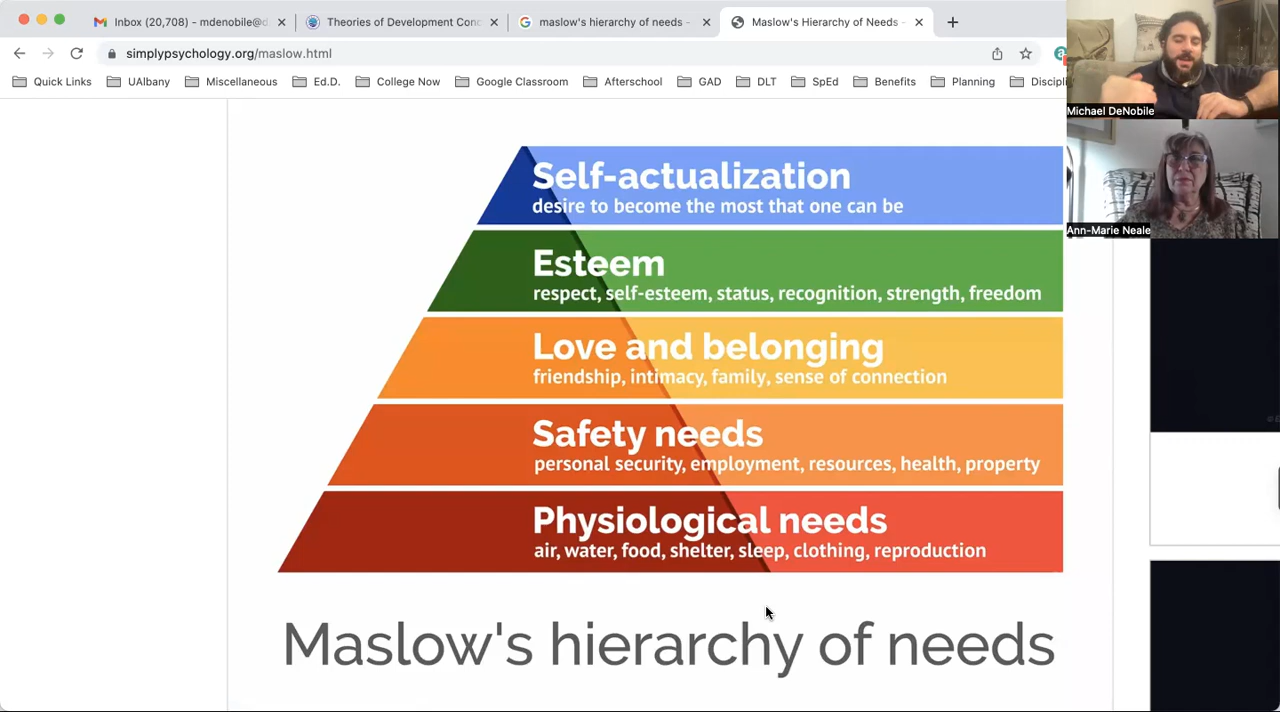 Inbox (20,708) - mdenobile@d
Theories of Development Conc
maslow's hierarchy of needs -
Maslow's Hierarchy of Needs -
simplypsychology.org/maslow.html
Quick Links
UAlbany
Miscellaneous
Ed.D.
College Now
Google Classroom
Afterschool
GAD
DLT
SpEd
Benefits
Planning
Discipli
Michael DeNobile
Ann-Marie Neale
Self-actualization
desire to become the most that one can be
Esteem
respect, self-esteem, status, recognition, strength, freedom
Love and belonging
friendship, intimacy, family, sense of connection
Safety needs
personal security, employment, resources, health, property
Physiological needs
air, water, food, shelter, sleep, clothing, reproduction
Maslow's hierarchy of needs